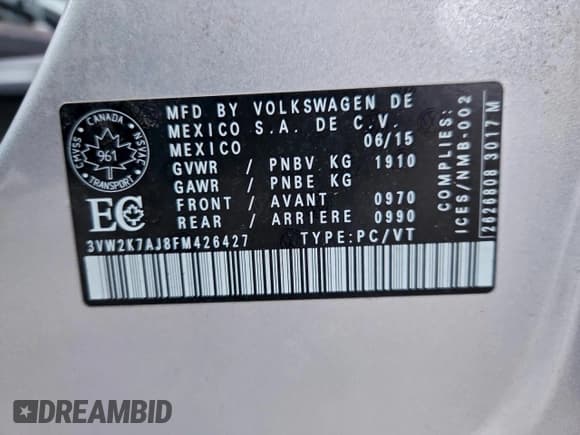 MFD BY VOLKSWAGEN DE
MEXICO S.A. DE C.V.
MEXICO 06/15
GVWR / PNBV KG 1910
GAWR / PNBE KG
FRONT / AVANT 0970
REAR / ARRIERE 0990
3VW2K7AJ8FM426427 TYPE:PC/VT
CANADA
CMVSS
NSVAC
961
TRANSPORT
EC
COMPLIES:
ICES/NMB-002
2826808 3017 M
DREAMBID